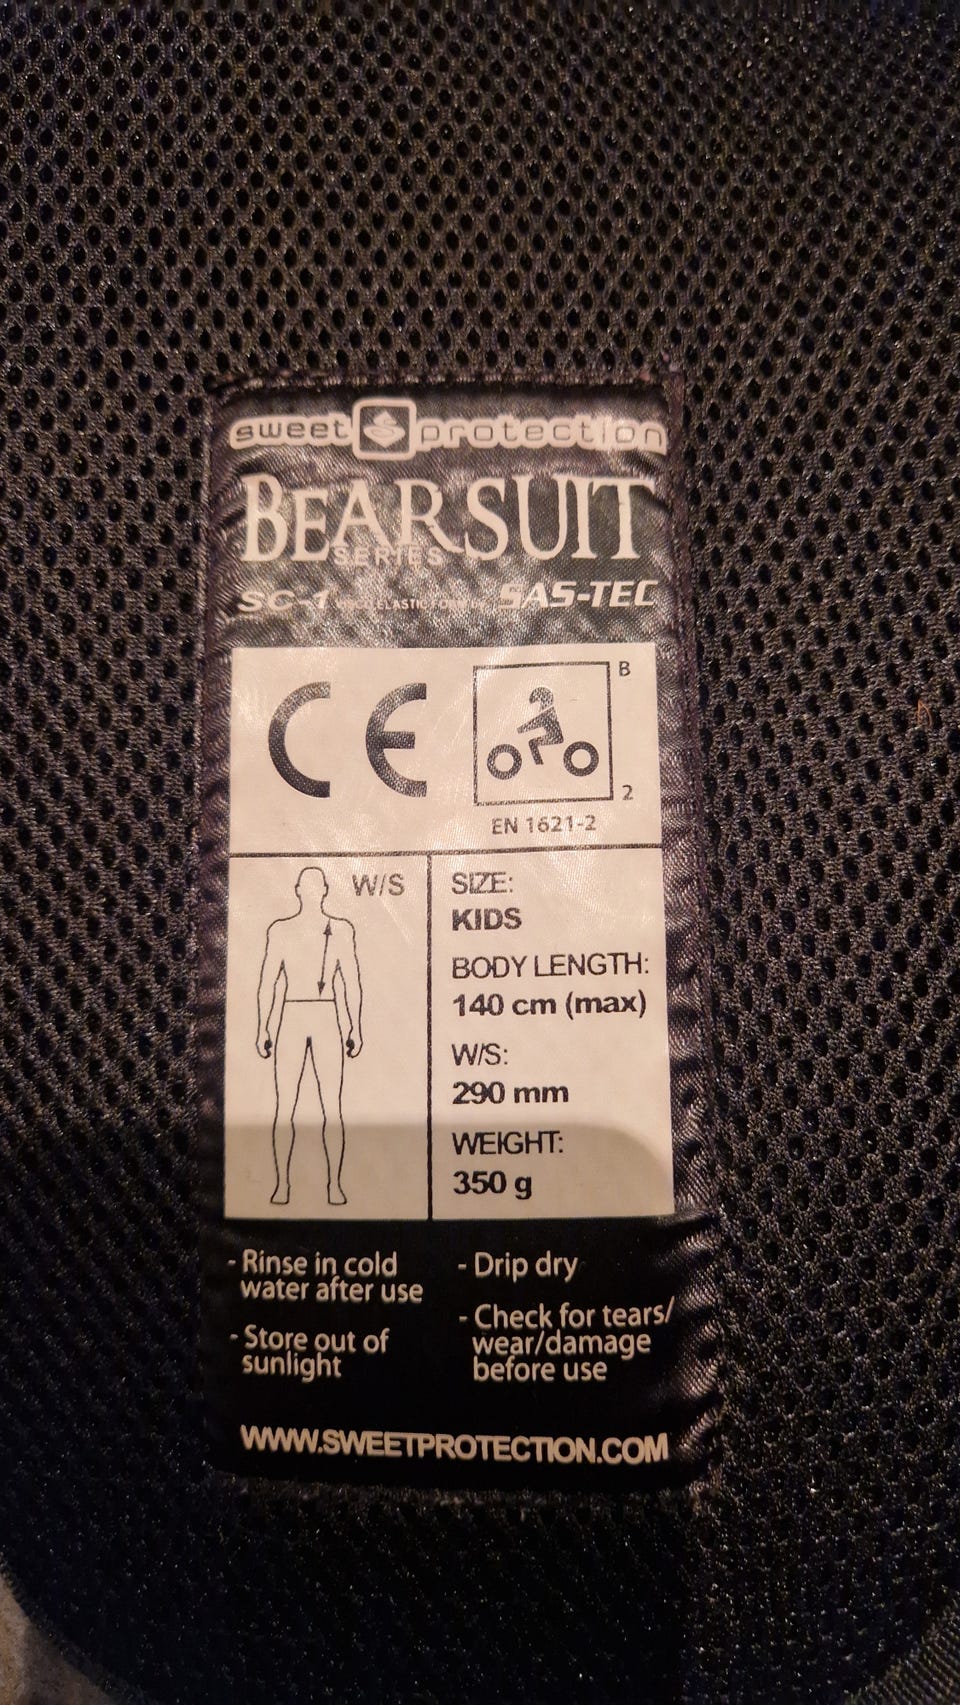 sweet protection
BEARSUIT
SERIES
SC-1 SAS-TEC
CE
B
2
EN 1621-2
W/S
SIZE:
KIDS
BODY LENGTH:
140 cm (max)
W/S:
290 mm
WEIGHT:
350 g
- Rinse in cold
water after use
- Store out of
sunlight
- Drip dry
- Check for tears/
wear/damage
before use
WWW.SWEETPROTECTION.COM